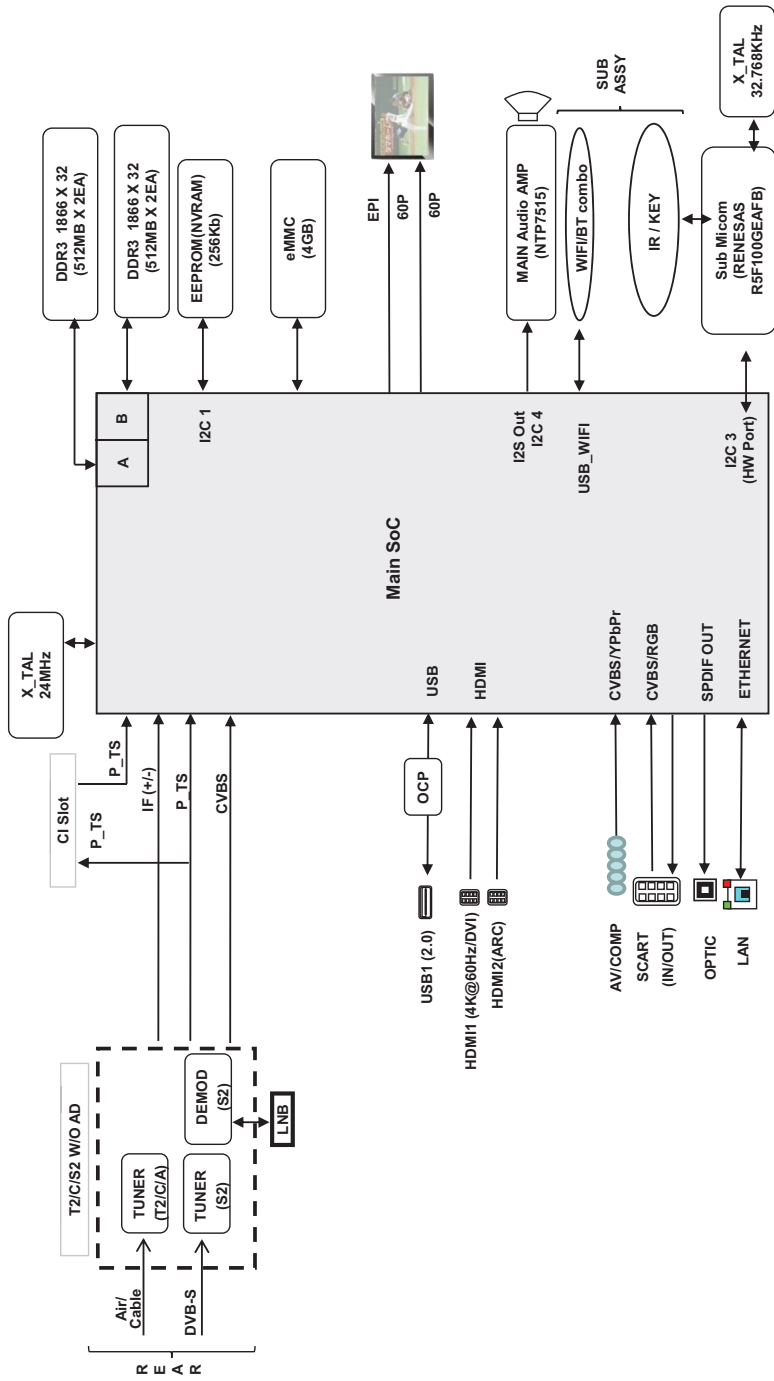 REAR
Air/
Cable
DVB-S
T2/C/S2 W/O AD
TUNER
(T2/C/A)
TUNER
(S2)
DEMOD
(S2)
LNB
CI Slot
P_TS
P_TS
IF (+/-)
P_TS
CVBS
X_TAL
24MHz
Main SoC
A
B
DDR3 1866 X 32
(512MB X 2EA)
DDR3 1866 X 32
(512MB X 2EA)
I2C 1
EEPROM(NVRAM)
(256Kb)
eMMC
(4GB)
EPI
60P
60P
USB1 (2.0)
OCP
USB
HDMI1 (4K@60Hz/DVI)
HDMI2(ARC)
HDMI
I2S Out
I2C 4
MAIN Audio AMP
(NTP7515)
USB_WIFI
WIFI/BT combo
SUB
ASSY
IR / KEY
AV/COMP
CVBS/YPbPr
SCART
(IN/OUT)
CVBS/RGB
OPTIC
SPDIF OUT
LAN
ETHERNET
I2C 3
(HW Port)
Sub Micom
(RENESAS
R5F100GEAFB)
X_TAL
32.768KHz